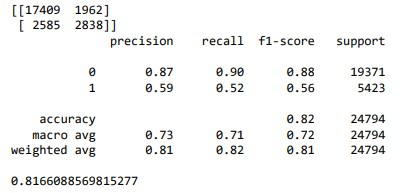 [[17409 1962]
[ 2585 2838]]
precision recall f1-score support
0 0.87 0.90 0.88 19371
1 0.59 0.52 0.56 5423
accuracy 0.82 24794
macro avg 0.73 0.71 0.72 24794
weighted avg 0.81 0.82 0.81 24794
0.8166088569815277